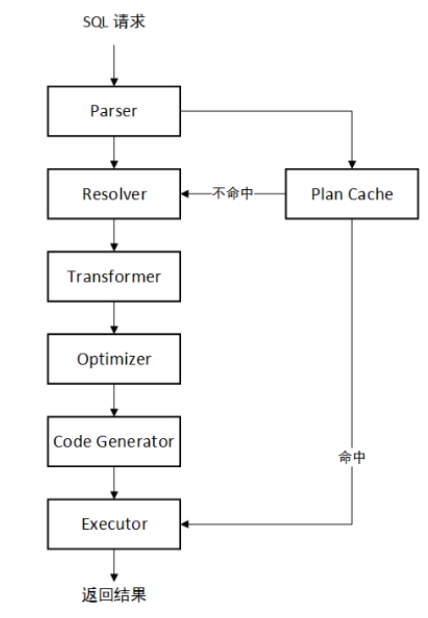 SQL 请求
Parser
Resolver
不命中
Plan Cache
Transformer
Optimizer
Code Generator
命中
Executor
返回结果